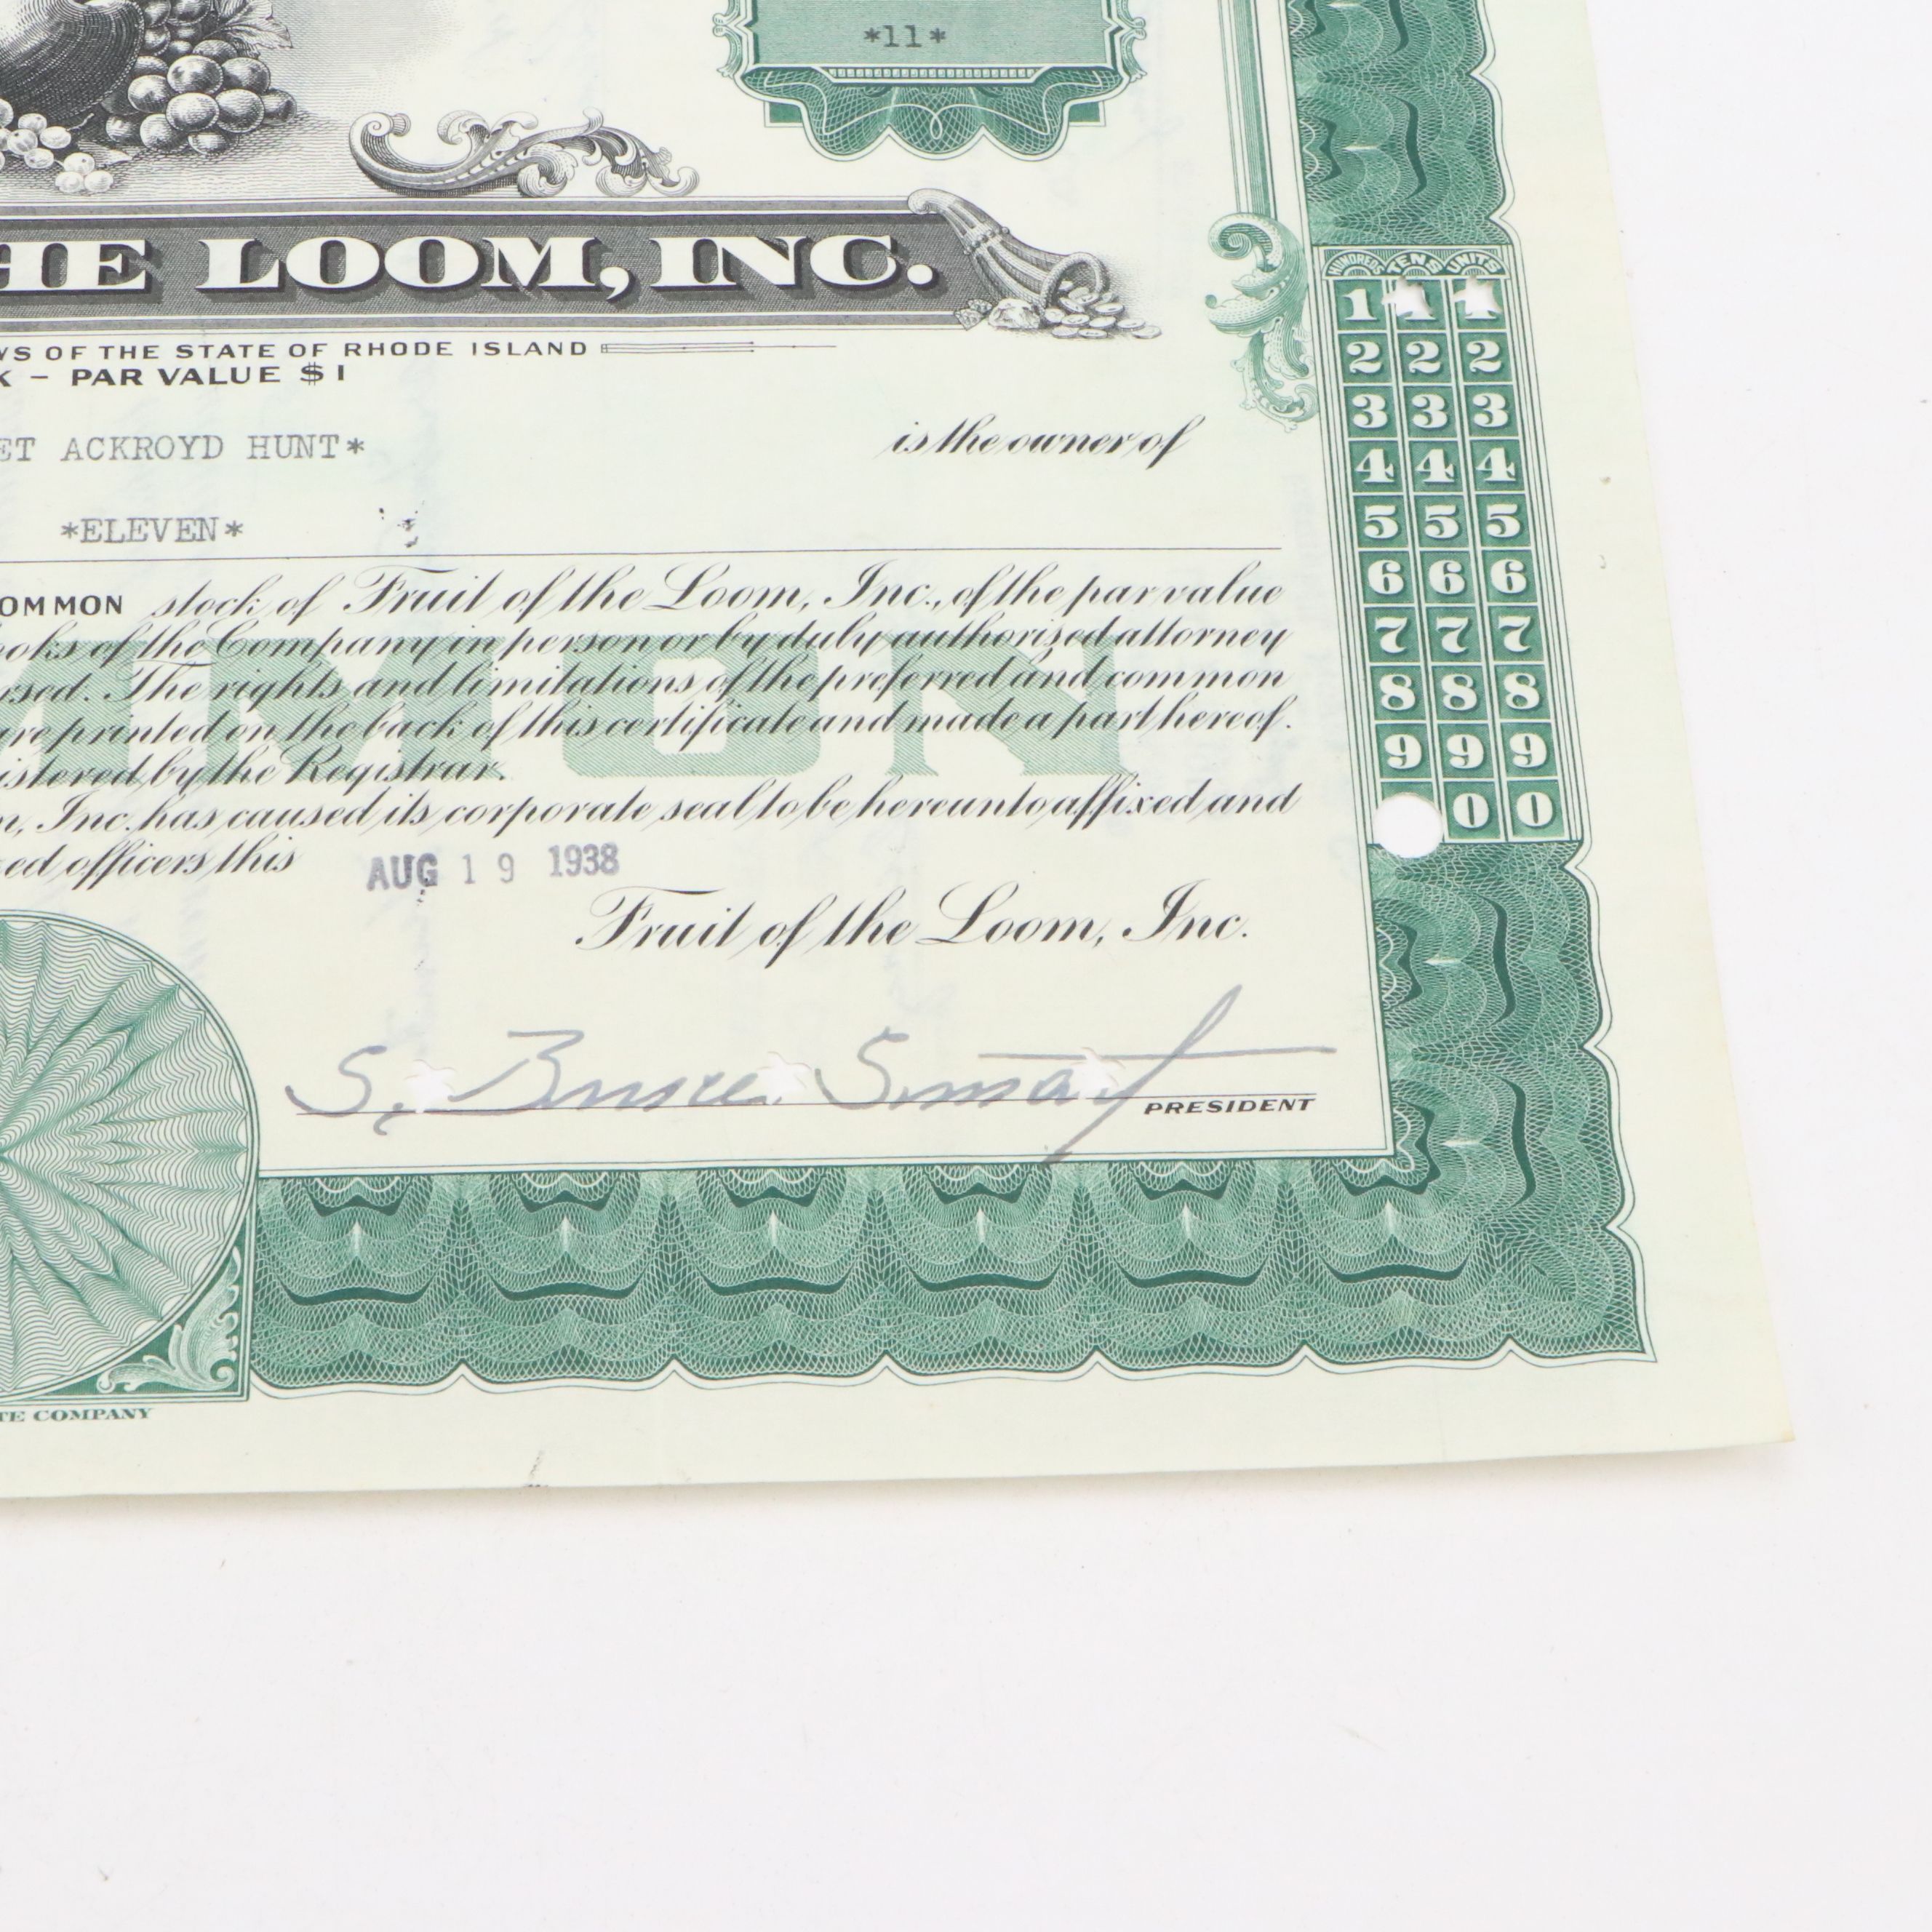 *11*
HE LOOM, INC.
WS OF THE STATE OF RHODE ISLAND
K – PAR VALUE $1
ET ACKROYD HUNT*
is the owner of
*ELEVEN*
OMMON stock of Fruit of the Loom, Inc., of the par value
ooks of the Company in person or by duly authorized attorney
rsed. The rights and limitations of the preferred and common
are printed on the back of this certificate and made a part hereof.
istered by the Registrar.
m, Inc. has caused its corporate seal to be hereunto affixed and
ed officers this AUG 19 1938
MMON
Fruit of the Loom, Inc.
S. Bruce Smart
PRESIDENT
TE COMPANY
HUNDREDS TENS UNITS
1 1 1
2 2 2
3 3 3
4 4 4
5 5 5
6 6 6
7 7 7
8 8 8
9 9 9
0 0